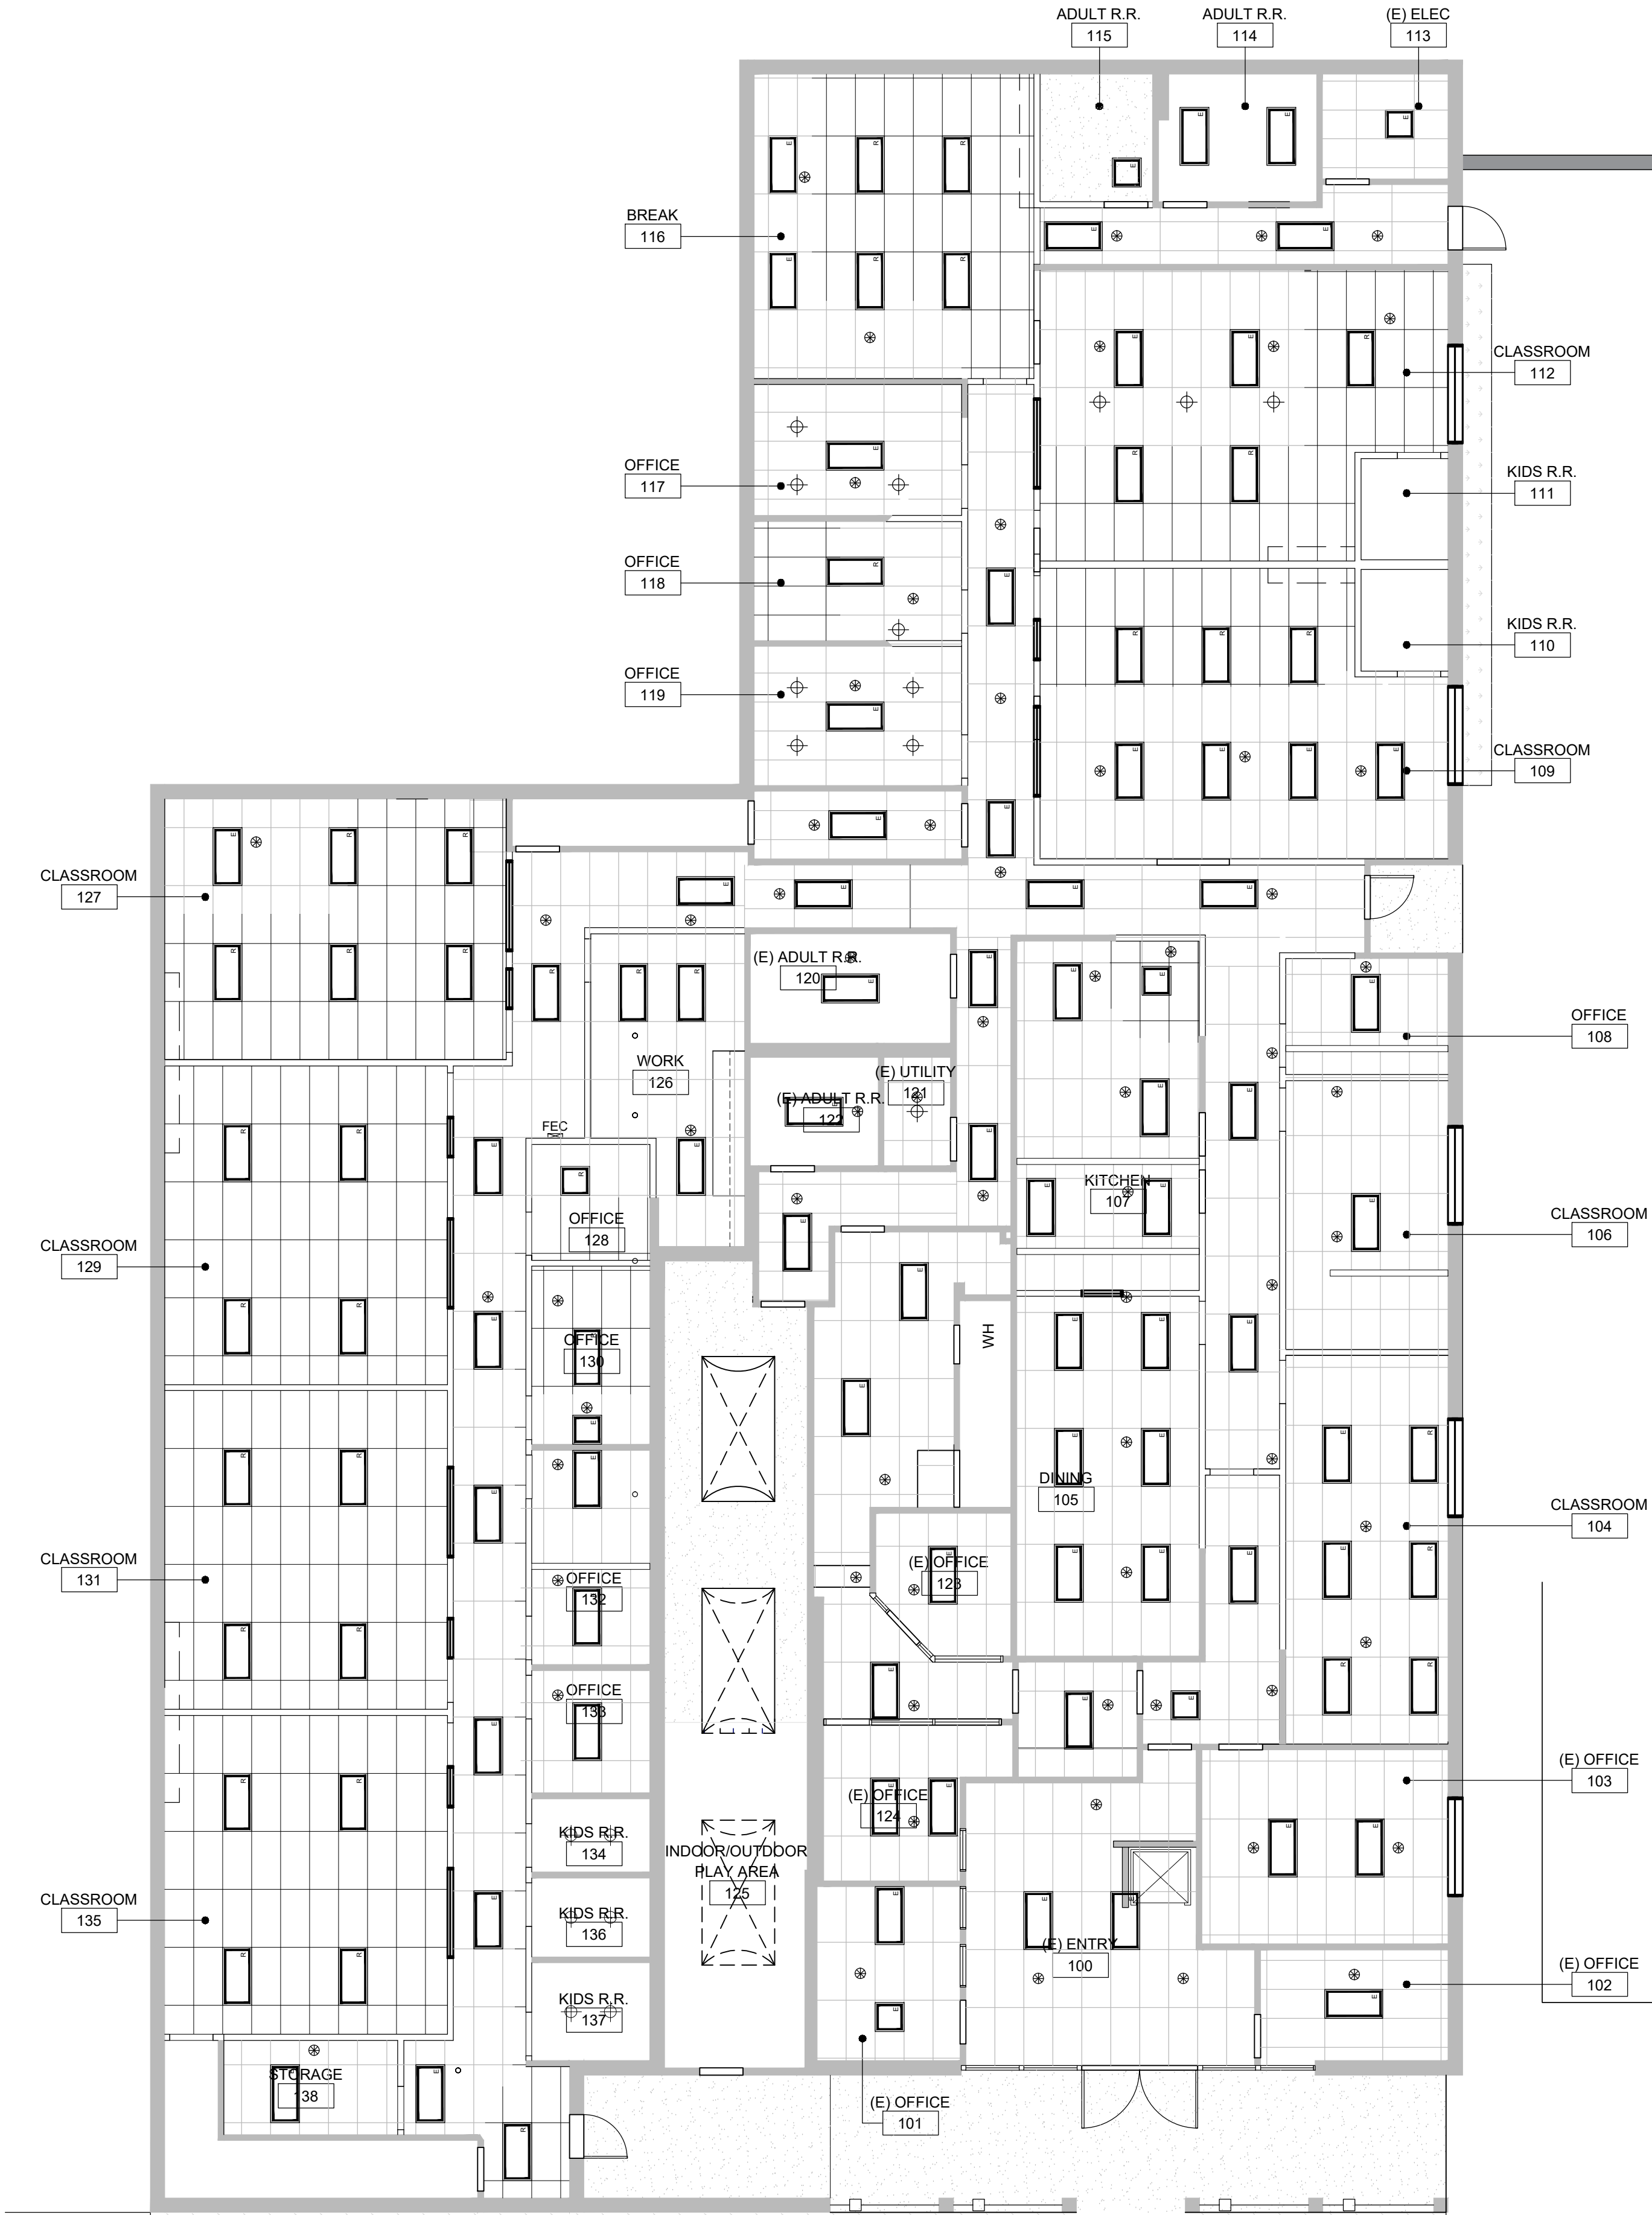 ADULT R.R.
115
ADULT R.R.
114
(E) ELEC
113
BREAK
116
CLASSROOM
112
OFFICE
117
KIDS R.R.
111
OFFICE
118
KIDS R.R.
110
OFFICE
119
CLASSROOM
109
CLASSROOM
127
(E) ADULT R.R.
120
OFFICE
108
WORK
126
(E) UTILITY
121
(E) ADULT R.R.
122
FEC
KITCHEN
107
OFFICE
128
CLASSROOM
106
CLASSROOM
129
WH
OFFICE
130
DINING
105
CLASSROOM
104
CLASSROOM
131
(E) OFFICE
123
OFFICE
132
OFFICE
133
(E) OFFICE
103
(E) OFFICE
124
KIDS R.R.
134
INDOOR/OUTDOOR
PLAY AREA
125
CLASSROOM
135
KIDS R.R.
136
(E) ENTRY
100
(E) OFFICE
102
KIDS R.R.
137
STORAGE
138
(E) OFFICE
101